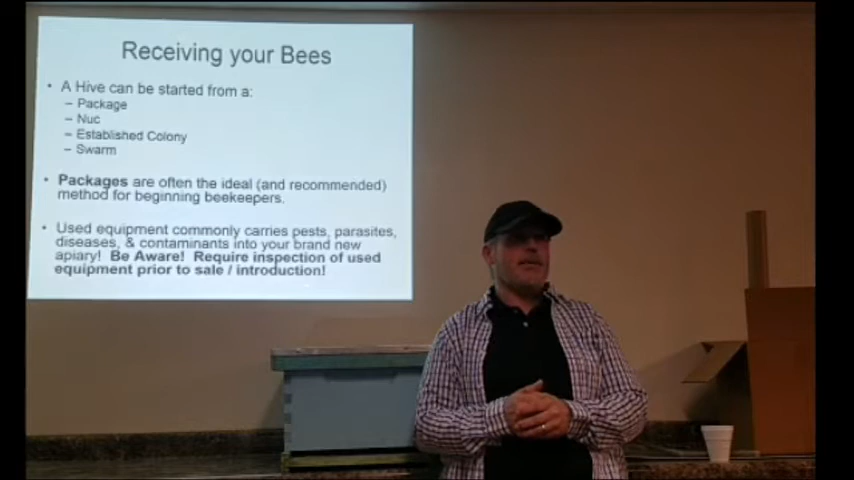 Receiving your Bees
• A Hive can be started from a:
– Package
– Nuc
– Established Colony
– Swarm
• Packages are often the ideal (and recommended)
method for beginning beekeepers.
• Used equipment commonly carries pests, parasites,
diseases, & contaminants into your brand new
apiary! Be Aware! Require inspection of used
equipment prior to sale / introduction!